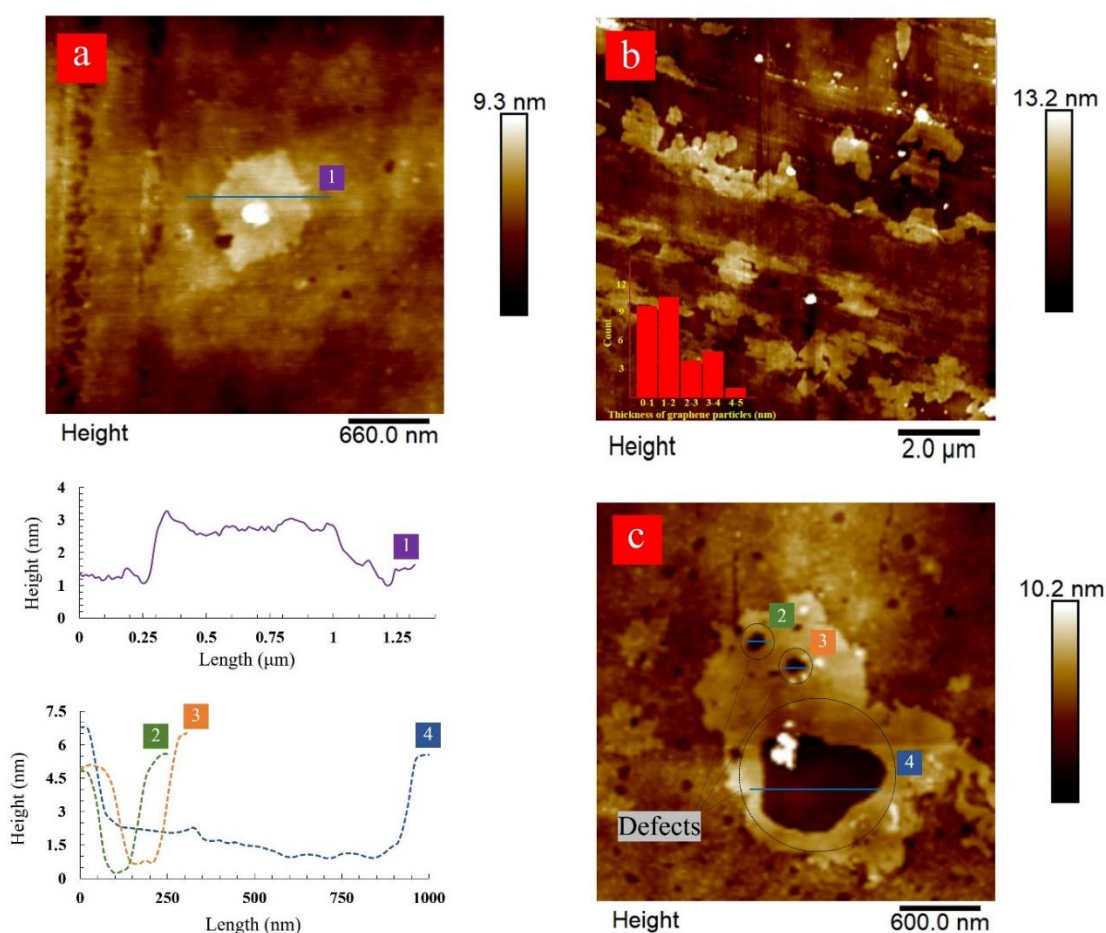 a
1
9.3 nm
Height
660.0 nm
b
13.2 nm
12
9
6
3
Count
0-1 1-2 2-3 3-4 4-5
Thickness of graphene particles (nm)
Height
2.0 µm
4
3
2
1
0
Height (nm)
1
0 0.25 0.5 0.75 1 1.25
Length (µm)
7.5
6
4.5
3
1.5
0
Height (nm)
2
3
4
0 250 500 750 1000
Length (nm)
c
2
3
4
Defects
10.2 nm
Height
600.0 nm